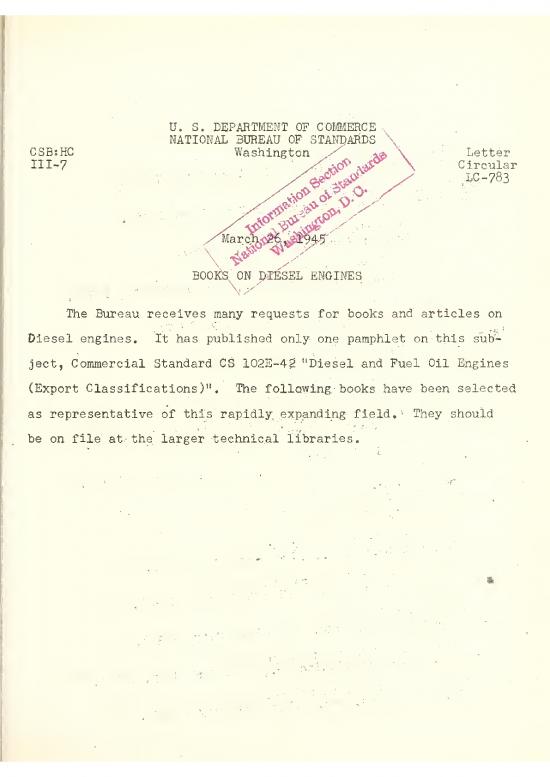 U. S. DEPARTMENT OF COMMERCE
NATIONAL BUREAU OF STANDARDS
CSB:HC Washington Letter
III-7 Circular
LC-783
Information Section
National Bureau of Standards
Washington, D. C.
March 26, 1945
BOOKS ON DIESEL ENGINES
The Bureau receives many requests for books and articles on
Diesel engines. It has published only one pamphlet on this sub-
ject, Commercial Standard CS 102E-42 "Diesel and Fuel Oil Engines
(Export Classifications)". The following books have been selected
as representative of this rapidly expanding field. They should
be on file at the larger technical libraries.